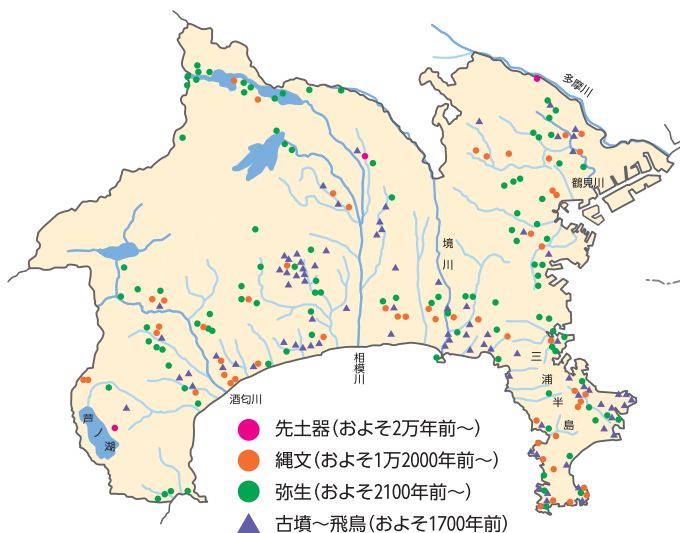 多摩川
鶴見川
境川
相模川
酒匂川
芦ノ湖
三浦半島
先土器(およそ2万年前〜)
縄文(およそ1万2000年前〜)
弥生(およそ2100年前〜)
古墳〜飛鳥(およそ1700年前)